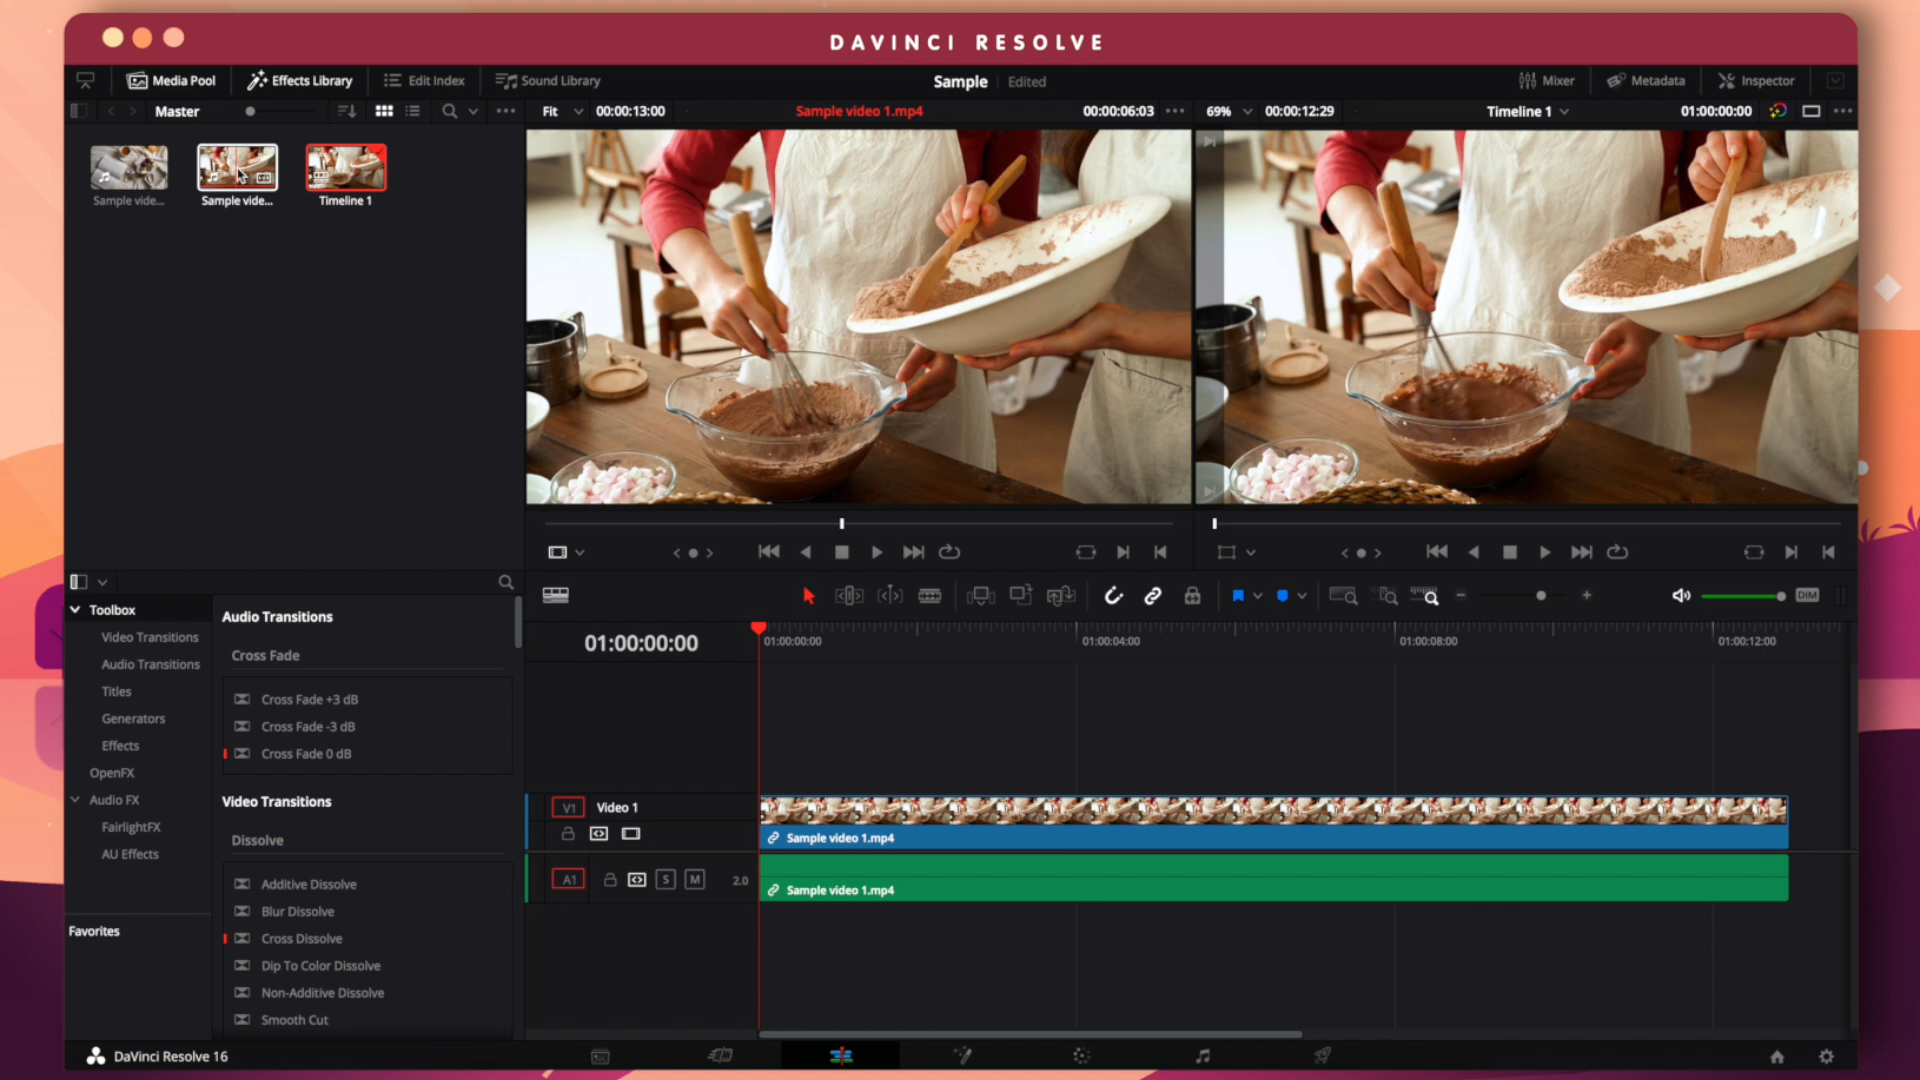 DAVINCI RESOLVE
Media Pool
Effects Library
Edit Index
Sound Library
Sample
Edited
Mixer
Metadata
Inspector
Master
Fit
00:00:13:00
Sample video 1.mp4
00:00:06:03
69%
00:00:12:29
Timeline 1
01:00:00:00
Sample vide...
Sample vide...
Timeline 1
DIM
Toolbox
Video Transitions
Audio Transitions
Titles
Generators
Effects
OpenFX
Audio FX
FairlightFX
AU Effects
Favorites
Audio Transitions
Cross Fade
Cross Fade +3 dB
Cross Fade -3 dB
Cross Fade 0 dB
Video Transitions
Dissolve
Additive Dissolve
Blur Dissolve
Cross Dissolve
Dip To Color Dissolve
Non-Additive Dissolve
Smooth Cut
01:00:00:00
01:00:00:00
01:00:04:00
01:00:08:00
01:00:12:00
V1
Video 1
Sample video 1.mp4
A1
S
M
2.0
Sample video 1.mp4
DaVinci Resolve 16